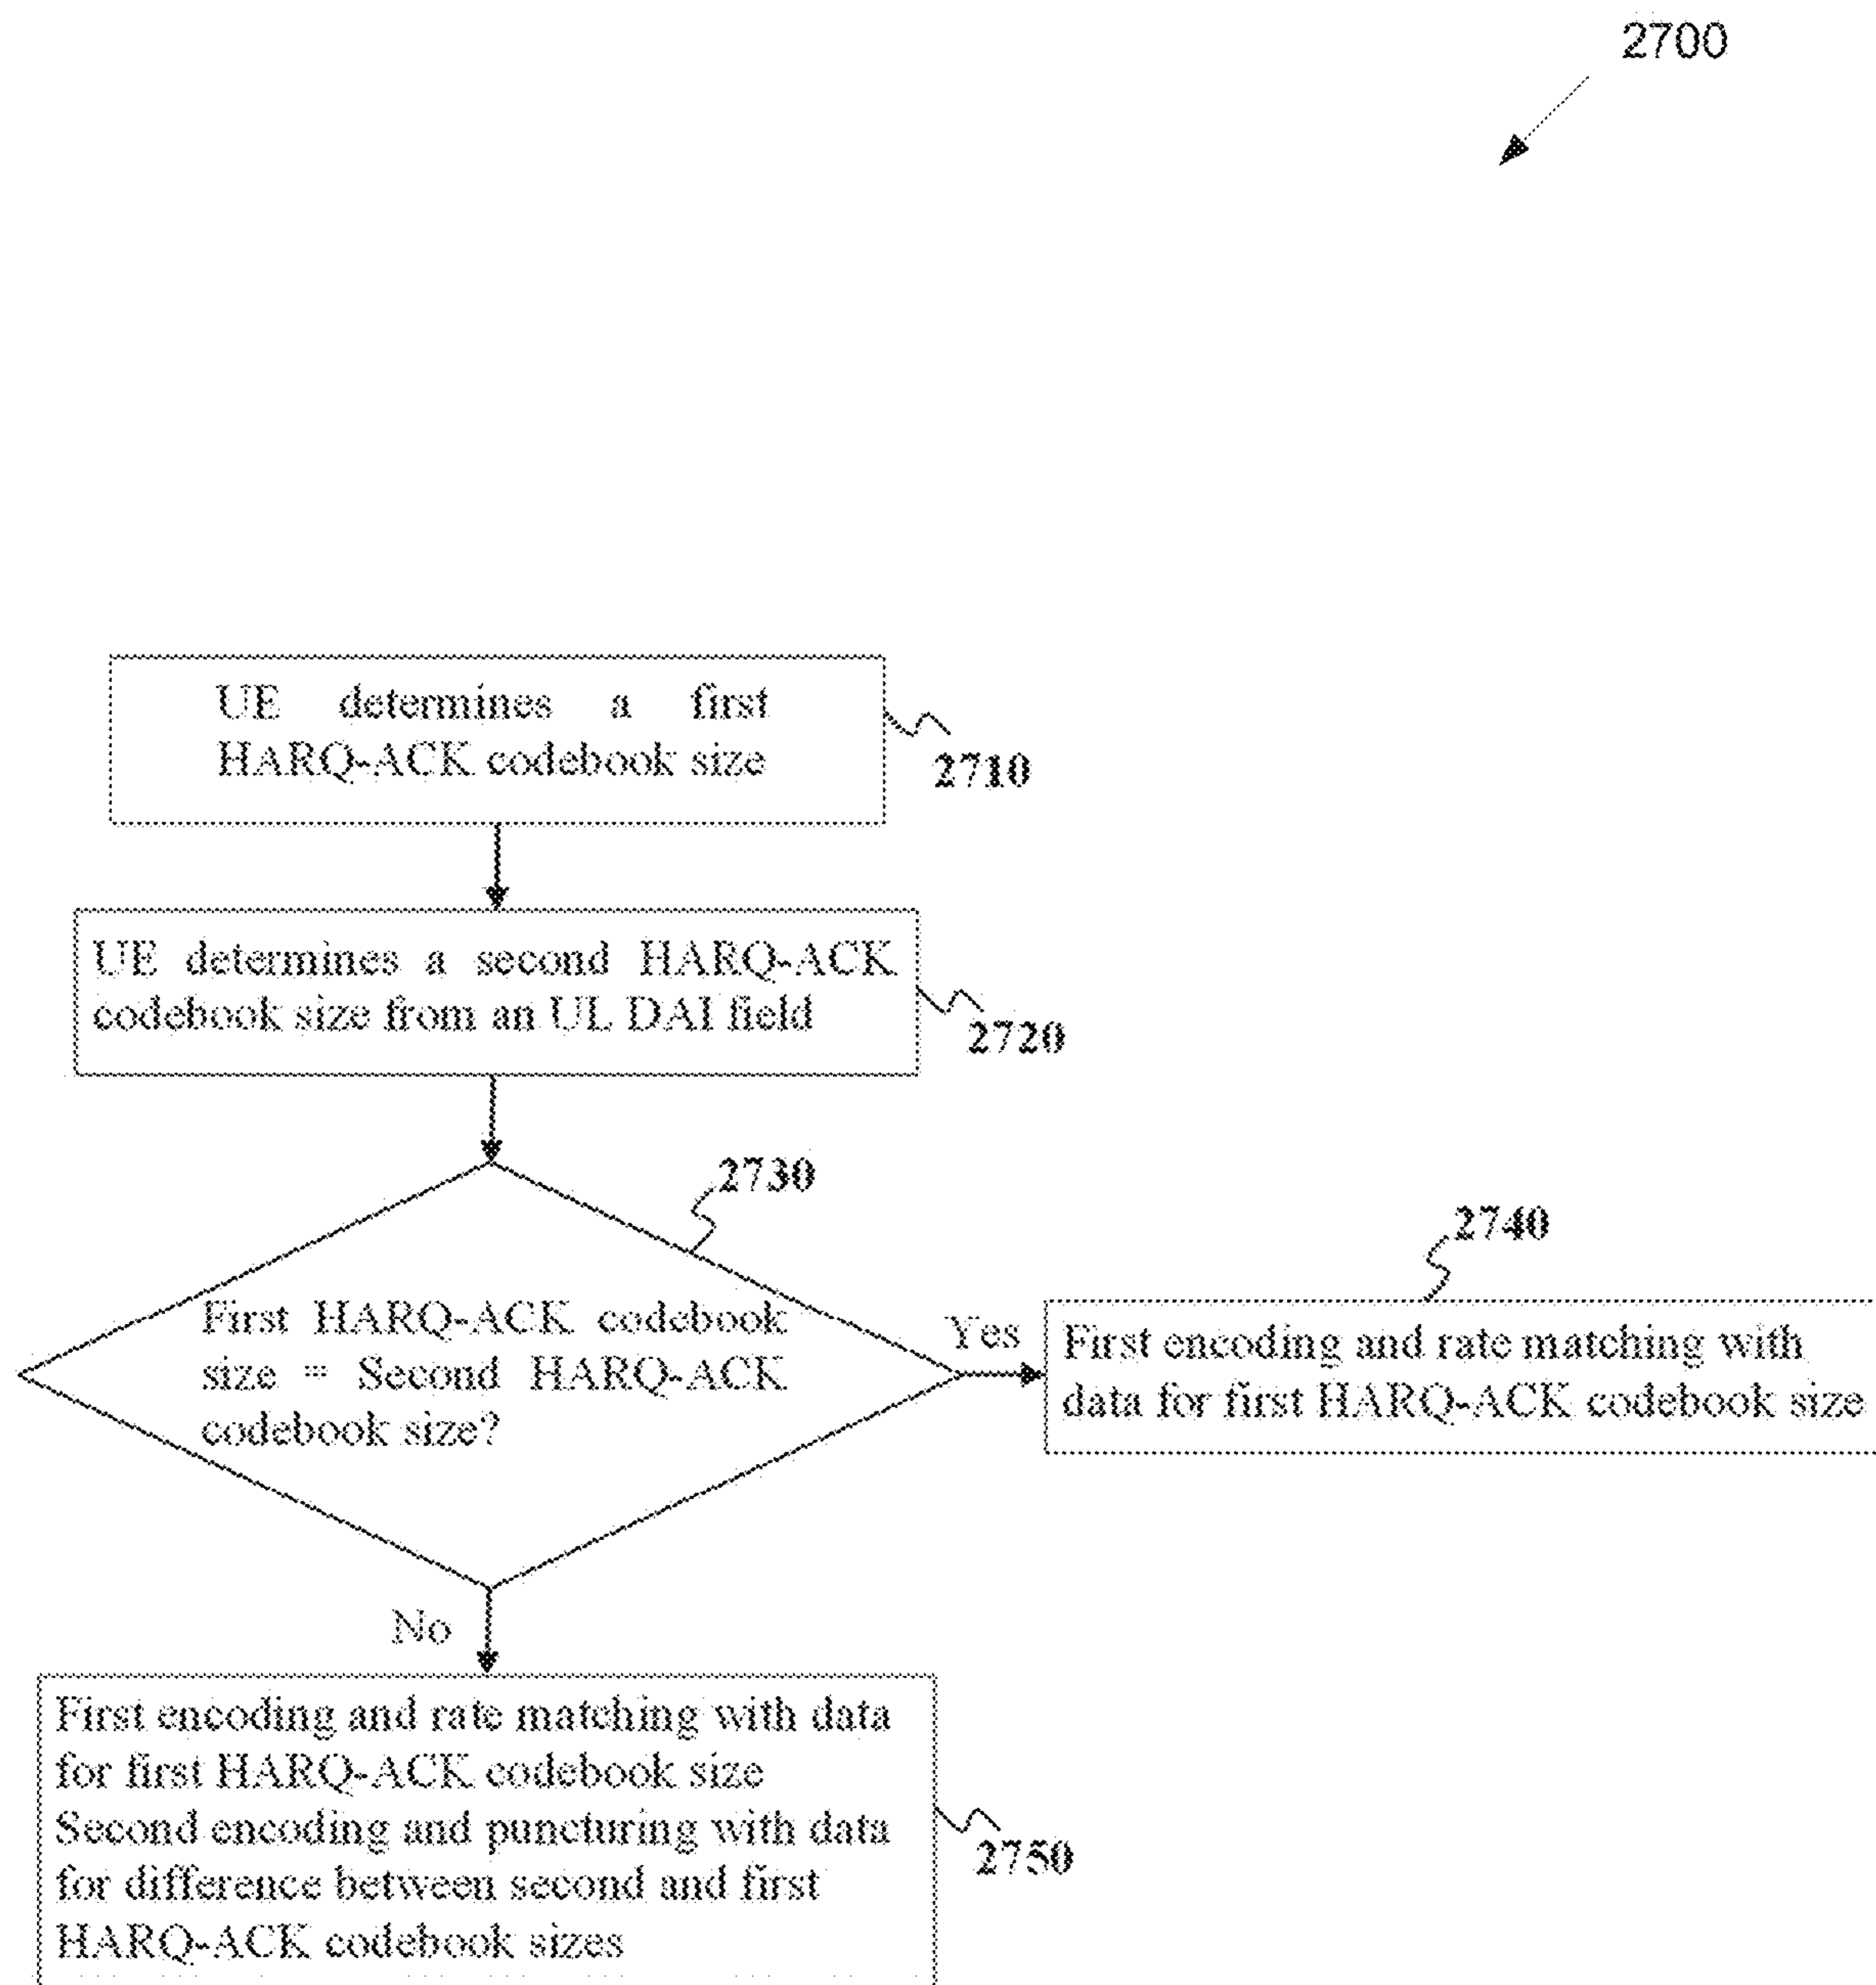 2700
UE determines a first
HARQ-ACK codebook size
2710
UE determines a second HARQ-ACK
codebook size from an UL DAI field
2720
2730
First HARQ-ACK codebook
size = Second HARQ-ACK
codebook size?
Yes
2740
First encoding and rate matching with
data for first HARQ-ACK codebook size
No
First encoding and rate matching with data
for first HARQ-ACK codebook size
Second encoding and puncturing with data
for difference between second and first
HARQ-ACK codebook sizes
2750